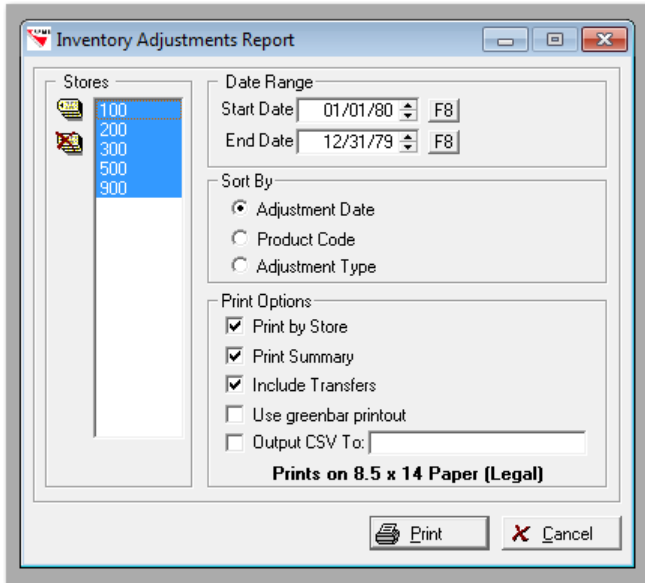 Inventory Adjustments Report
Stores
100
200
300
500
900
Date Range
Start Date 01/01/80 F8
End Date 12/31/79 F8
Sort By
Adjustment Date
Product Code
Adjustment Type
Print Options
Print by Store
Print Summary
Include Transfers
Use greenbar printout
Output CSV To:
Prints on 8.5 x 14 Paper (Legal)
Print Cancel